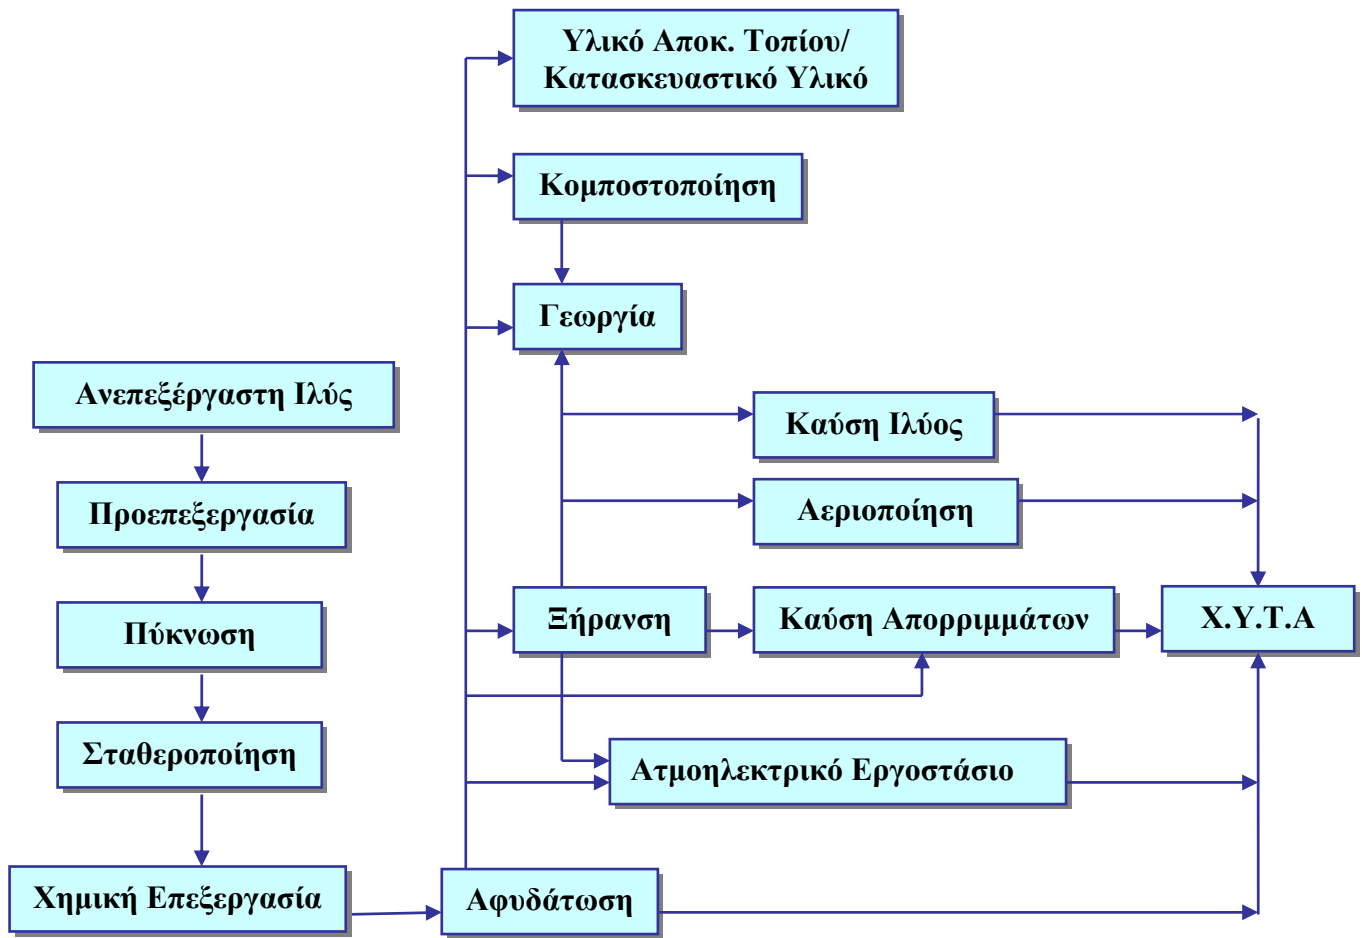 Υλικό Αποκ. Τοπίου/
Κατασκευαστικό Υλικό
Κομποστοποίηση
Γεωργία
Ανεπεξέργαστη Ιλύς
Καύση Ιλύος
Προεπεξεργασία
Αεριοποίηση
Πύκνωση
Ξήρανση
Καύση Απορριμμάτων
Χ.Υ.Τ.Α
Σταθεροποίηση
Ατμοηλεκτρικό Εργοστάσιο
Χημική Επεξεργασία
Αφυδάτωση